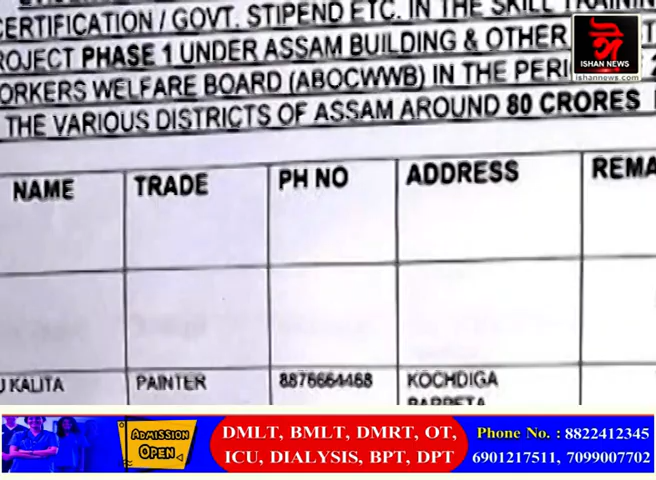 CERTIFICATION / GOVT. STIPEND ETC. IN THE SKILL TRAINING
ROJECT PHASE 1 UNDER ASSAM BUILDING & OTHER
ORKERS WELFARE BOARD (ABOCWWB) IN THE PERI
THE VARIOUS DISTRICTS OF ASSAM AROUND 80 CRORES
ঈ
ISHAN NEWS
ishannews.com
NAME TRADE PH NO ADDRESS REMA
KALITA PAINTER 8876664468 KOCHDIGA
BARPETA
ADMISSION
OPEN
DMLT, BMLT, DMRT, OT,
ICU, DIALYSIS, BPT, DPT
Phone No. : 8822412345
6901217511, 7099007702